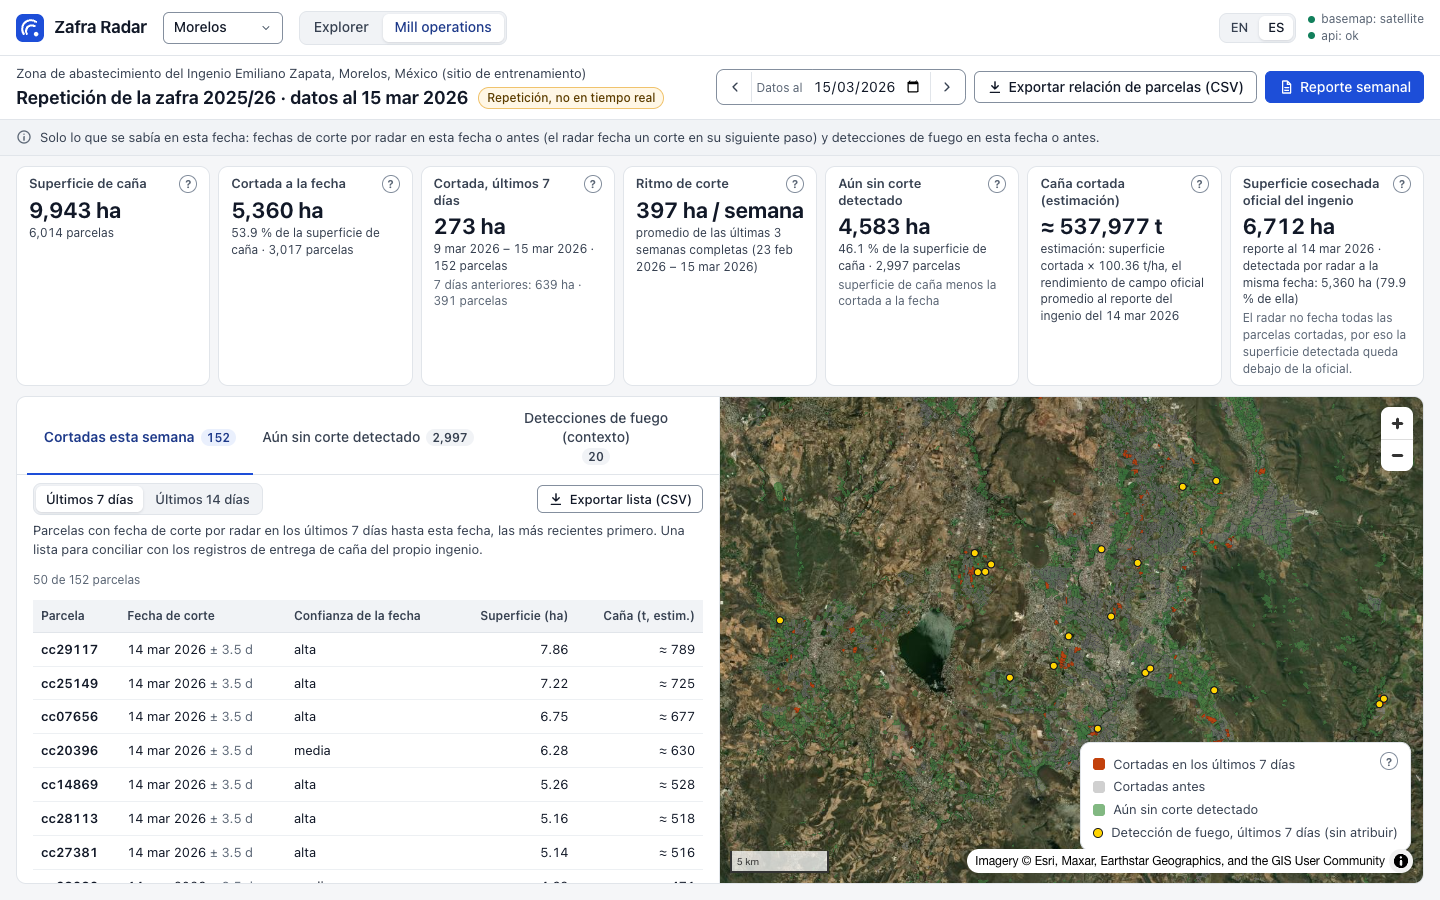 Zafra Radar
Morelos
Explorer
Mill operations
EN
ES
basemap: satellite
api: ok
Zona de abastecimiento del Ingenio Emiliano Zapata, Morelos, México (sitio de entrenamiento)
Repetición de la zafra 2025/26 · datos al 15 mar 2026
Repetición, no en tiempo real
Datos al
15/03/2026
Exportar relación de parcelas (CSV)
Reporte semanal
Solo lo que se sabía en esta fecha: fechas de corte por radar en esta fecha o antes (el radar fecha un corte en su siguiente paso) y detecciones de fuego en esta fecha o antes.
Superficie de caña
?
9,943 ha
6,014 parcelas
Cortada a la fecha
?
5,360 ha
53.9 % de la superficie de
caña · 3,017 parcelas
Cortada, últimos 7
días
?
273 ha
9 mar 2026 – 15 mar 2026 ·
152 parcelas
7 días anteriores: 639 ha ·
391 parcelas
Ritmo de corte
?
397 ha / semana
promedio de las últimas 3
semanas completas (23 feb
2026 – 15 mar 2026)
Aún sin corte
detectado
?
4,583 ha
46.1 % de la superficie de
caña · 2,997 parcelas
superficie de caña menos la
cortada a la fecha
Caña cortada
(estimación)
?
≈ 537,977 t
estimación: superficie
cortada × 100.36 t/ha, el
rendimiento de campo oficial
promedio al reporte del
ingenio del 14 mar 2026
Superficie cosechada
oficial del ingenio
?
6,712 ha
reporte al 14 mar 2026 ·
detectada por radar a la
misma fecha: 5,360 ha (79.9
% de ella)
El radar no fecha todas las
parcelas cortadas, por eso la
superficie detectada queda
debajo de la oficial.
Cortadas esta semana 152
Aún sin corte detectado 2,997
Detecciones de fuego
(contexto)
20
Últimos 7 días
Últimos 14 días
Exportar lista (CSV)
Parcelas con fecha de corte por radar en los últimos 7 días hasta esta fecha, las más recientes primero. Una
lista para conciliar con los registros de entrega de caña del propio ingenio.
50 de 152 parcelas
Parcela Fecha de corte Confianza de la fecha Superficie (ha) Caña (t, estim.)
cc29117 14 mar 2026 ± 3.5 d alta 7.86 ≈ 789
cc25149 14 mar 2026 ± 3.5 d alta 7.22 ≈ 725
cc07656 14 mar 2026 ± 3.5 d alta 6.75 ≈ 677
cc20396 14 mar 2026 ± 3.5 d media 6.28 ≈ 630
cc14869 14 mar 2026 ± 3.5 d alta 5.26 ≈ 528
cc28113 14 mar 2026 ± 3.5 d alta 5.16 ≈ 518
cc27381 14 mar 2026 ± 3.5 d alta 5.14 ≈ 516
+
−
Cortadas en los últimos 7 días
?
Cortadas antes
Aún sin corte detectado
Detección de fuego, últimos 7 días (sin atribuir)
5 km
Imagery © Esri, Maxar, Earthstar Geographics, and the GIS User Community